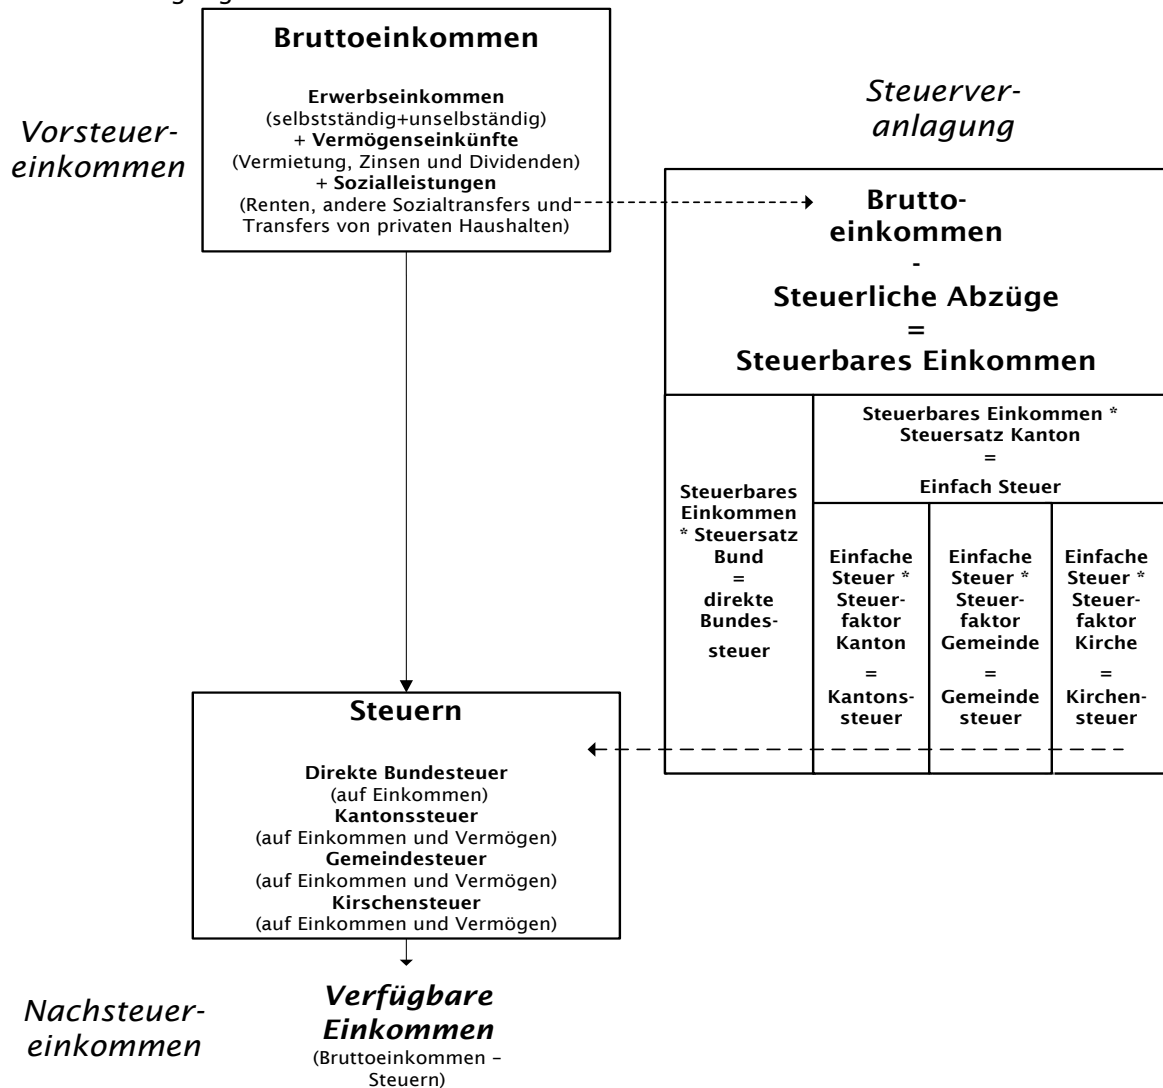 Bruttoeinkommen
Erwerbseinkommen
(selbstständig+unselbständig)
+ Vermögenseinkünfte
(Vermietung, Zinsen und Dividenden)
+ Sozialleistungen
(Renten, andere Sozialtransfers und
Transfers von privaten Haushalten)
Vorsteuer-
einkommen
Steuerver-
anlagung
Brutto-
einkommen
-
Steuerliche Abzüge
=
Steuerbares Einkommen
Steuerbares
Einkommen
* Steuersatz
Bund
=
direkte
Bundes-
steuer
Steuerbares Einkommen *
Steuersatz Kanton
=
Einfach Steuer
Einfache
Steuer *
Steuer-
faktor
Kanton
=
Kantons-
steuer
Einfache
Steuer *
Steuer-
faktor
Gemeinde
=
Gemeinde
steuer
Einfache
Steuer *
Steuer-
faktor
Kirche
=
Kirchen-
steuer
Steuern
Direkte Bundesteuer
(auf Einkommen)
Kantonssteuer
(auf Einkommen und Vermögen)
Gemeindesteuer
(auf Einkommen und Vermögen)
Kirschensteuer
(auf Einkommen und Vermögen)
Nachsteuer-
einkommen
Verfügbare
Einkommen
(Bruttoeinkommen –
Steuern)